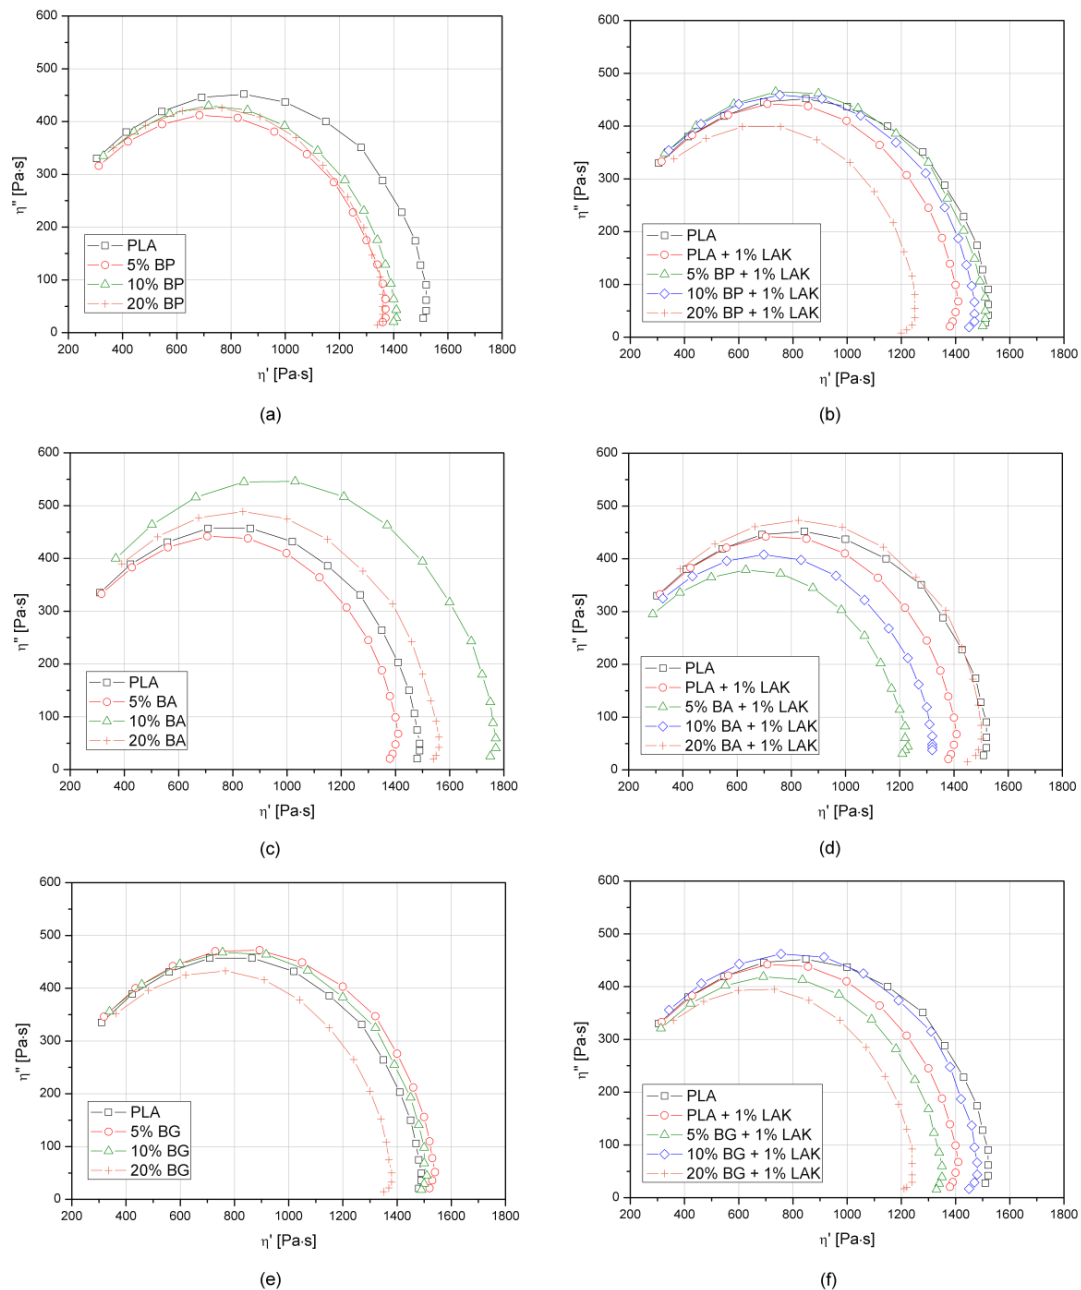 600
500
400
300
200
100
0
η'' [Pa·s]
PLA
5% BP
10% BP
20% BP
200 400 600 800 1000 1200 1400 1600 1800
η' [Pa·s]
(a)
600
500
400
300
200
100
0
η'' [Pa·s]
PLA
PLA + 1% LAK
5% BP + 1% LAK
10% BP + 1% LAK
20% BP + 1% LAK
200 400 600 800 1000 1200 1400 1600 1800
η' [Pa·s]
(b)
600
500
400
300
200
100
0
η'' [Pa·s]
PLA
5% BA
10% BA
20% BA
200 400 600 800 1000 1200 1400 1600 1800
η' [Pa·s]
(c)
600
500
400
300
200
100
0
η'' [Pa·s]
PLA
PLA + 1% LAK
5% BA + 1% LAK
10% BA + 1% LAK
20% BA + 1% LAK
200 400 600 800 1000 1200 1400 1600 1800
η' [Pa·s]
(d)
600
500
400
300
200
100
0
η'' [Pa·s]
PLA
5% BG
10% BG
20% BG
200 400 600 800 1000 1200 1400 1600 1800
η' [Pa·s]
(e)
600
500
400
300
200
100
0
η'' [Pa·s]
PLA
PLA + 1% LAK
5% BG + 1% LAK
10% BG + 1% LAK
20% BG + 1% LAK
200 400 600 800 1000 1200 1400 1600 1800
η' [Pa·s]
(f)